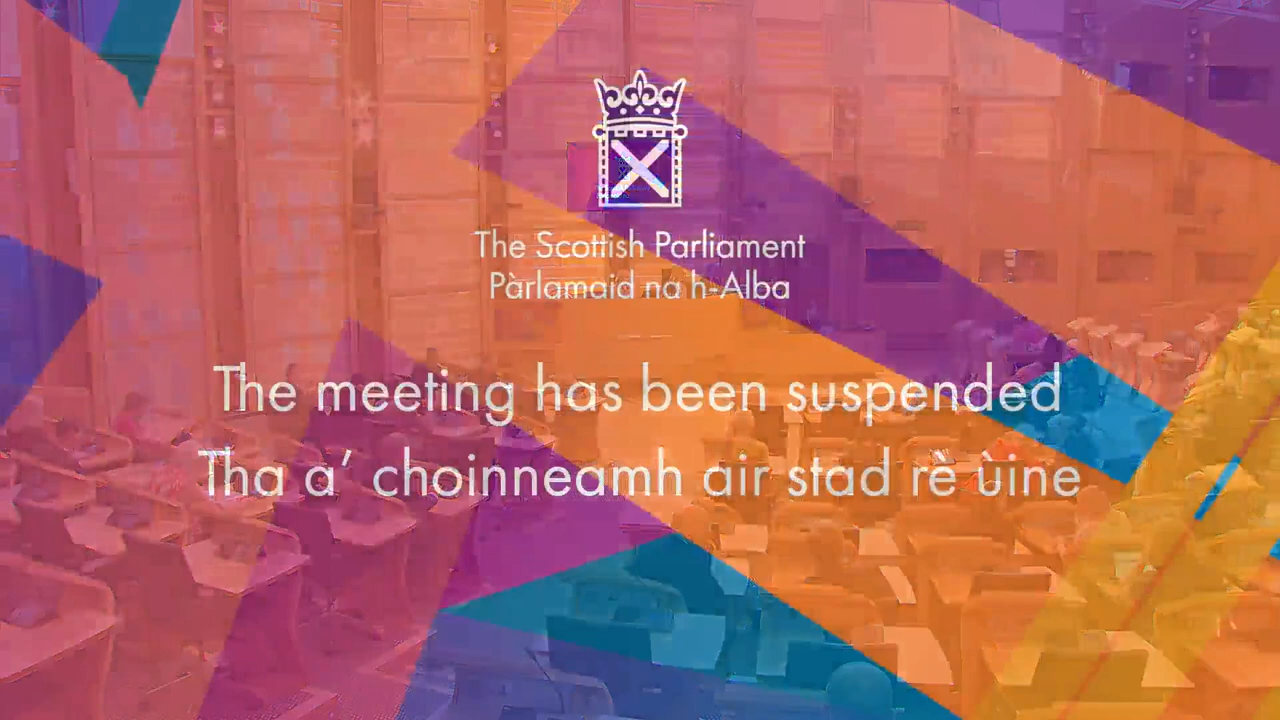 The Scottish Parliament
Pàrlamaid na h-Alba
The meeting has been suspended
Tha a’ choinneamh air stad rè ùine